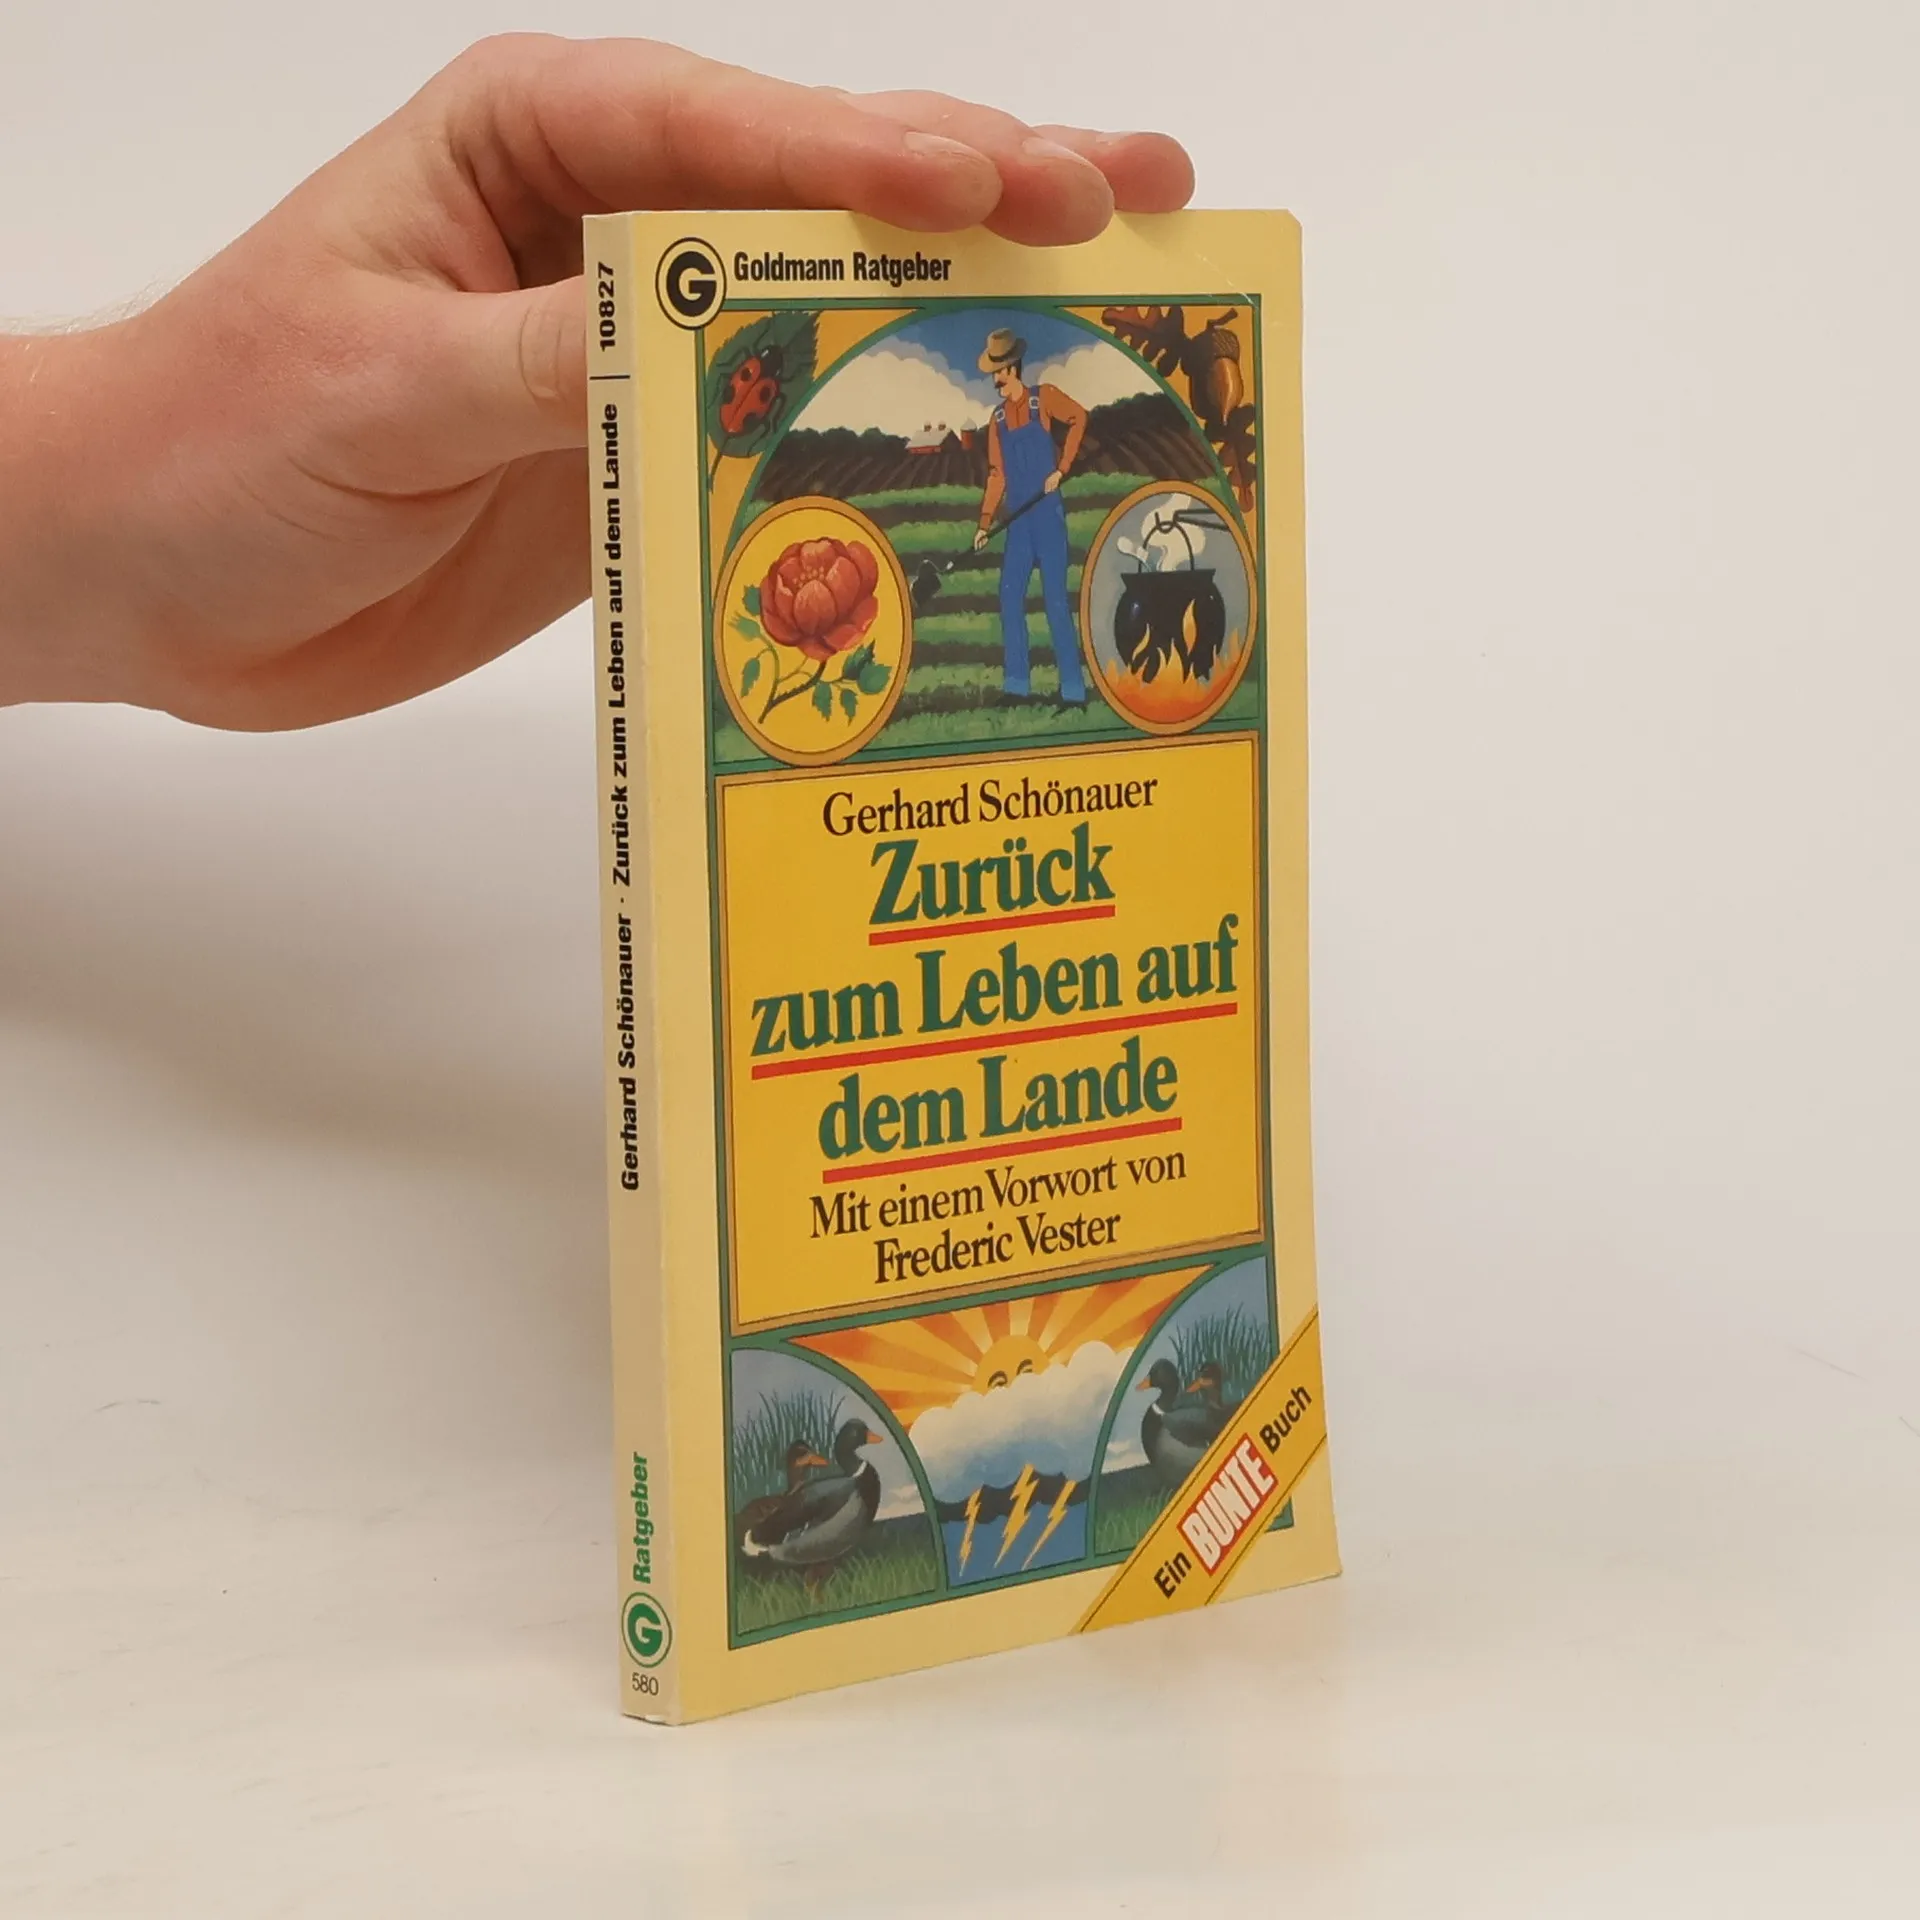 G Goldmann Ratgeber
Gerhard Schönauer
Zurück
zum Leben auf
dem Lande
Mit einem Vorwort von
Frederic Vester
Ein BUNTE Buch
Gerhard Schönauer · Zurück zum Leben auf dem Lande | 10827
G Ratgeber
580